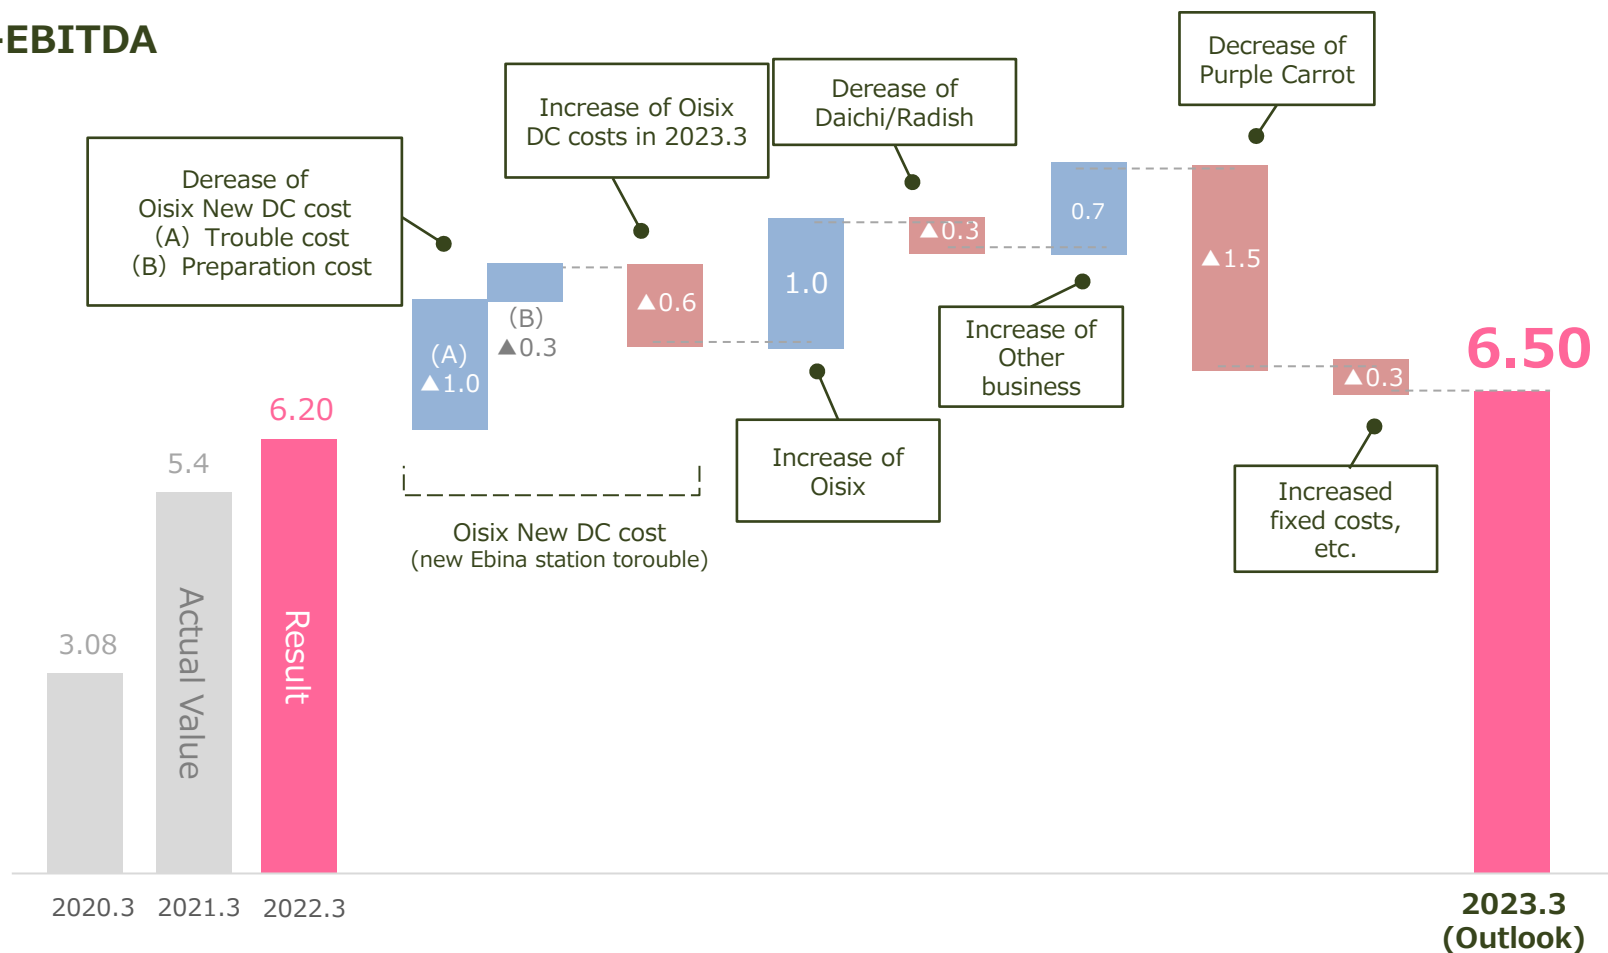 -EBITDA
Derease of
Oisix New DC cost
（A）Trouble cost
（B）Preparation cost
Increase of Oisix
DC costs in 2023.3
Derease of
Daichi/Radish
Decrease of
Purple Carrot
(A)
▲1.0
(B)
▲0.3
▲0.6
1.0
▲0.3
0.7
▲1.5
▲0.3
Increase of
Oisix
Increase of
Other
business
Increased
fixed costs,
etc.
Oisix New DC cost
(new Ebina station torouble)
3.08
5.4
6.20
6.50
Actual Value
Result
2020.3
2021.3
2022.3
2023.3
(Outlook)